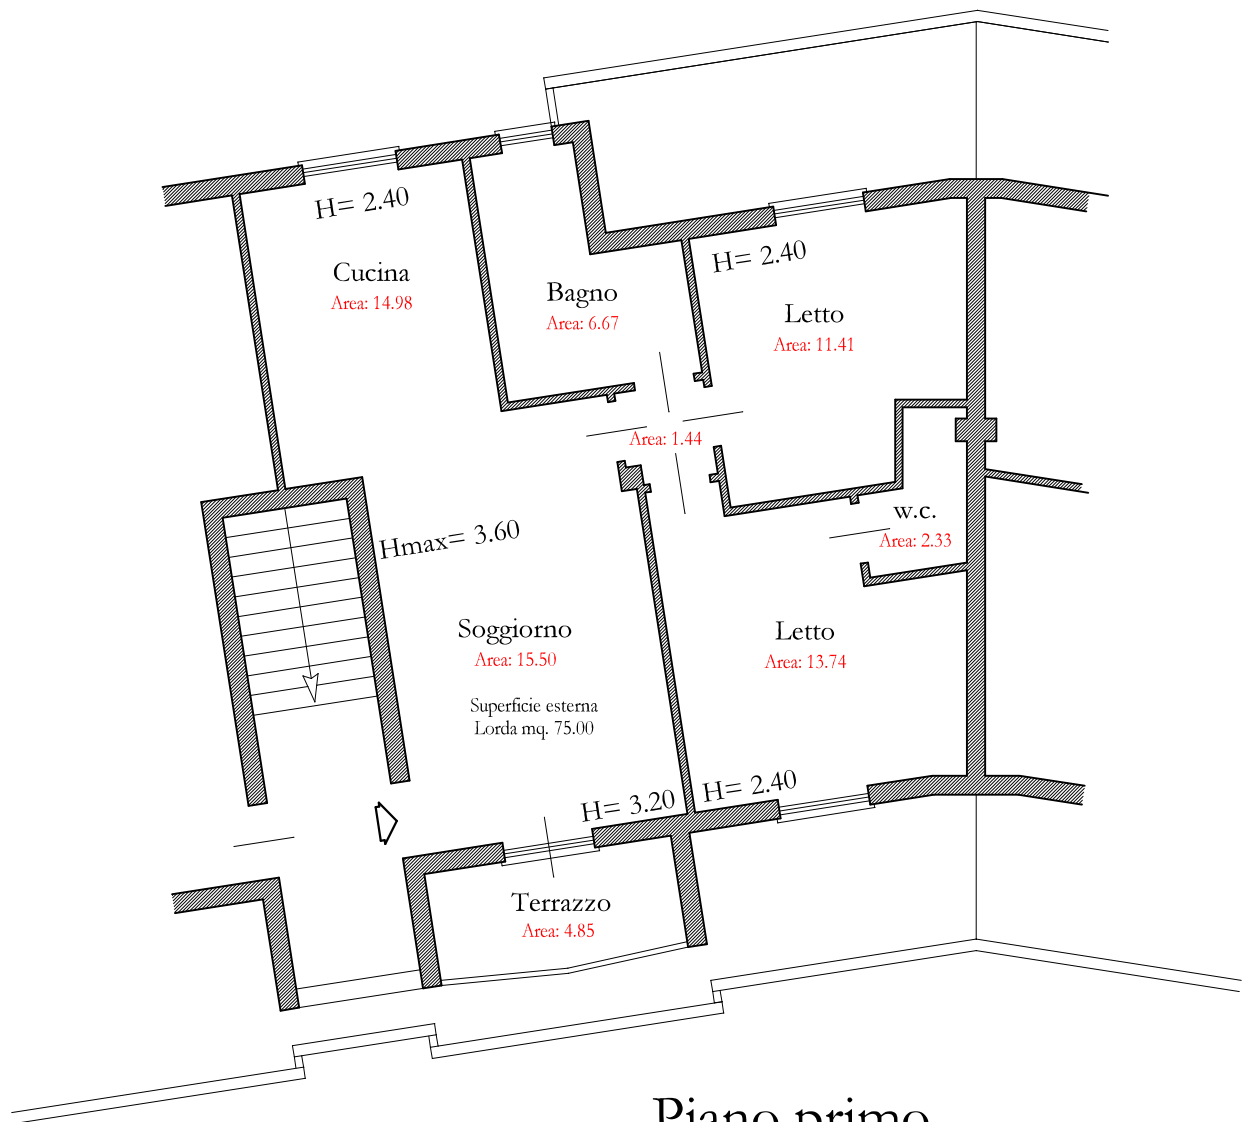 H= 2.40
Cucina
Area: 14.98
Bagno
Area: 6.67
H= 2.40
Letto
Area: 11.41
Area: 1.44
w.c.
Area: 2.33
Hmax= 3.60
Soggiorno
Area: 15.50
Superficie esterna
Lorda mq. 75.00
Letto
Area: 13.74
H= 3.20
H= 2.40
Terrazzo
Area: 4.85
Piano primo